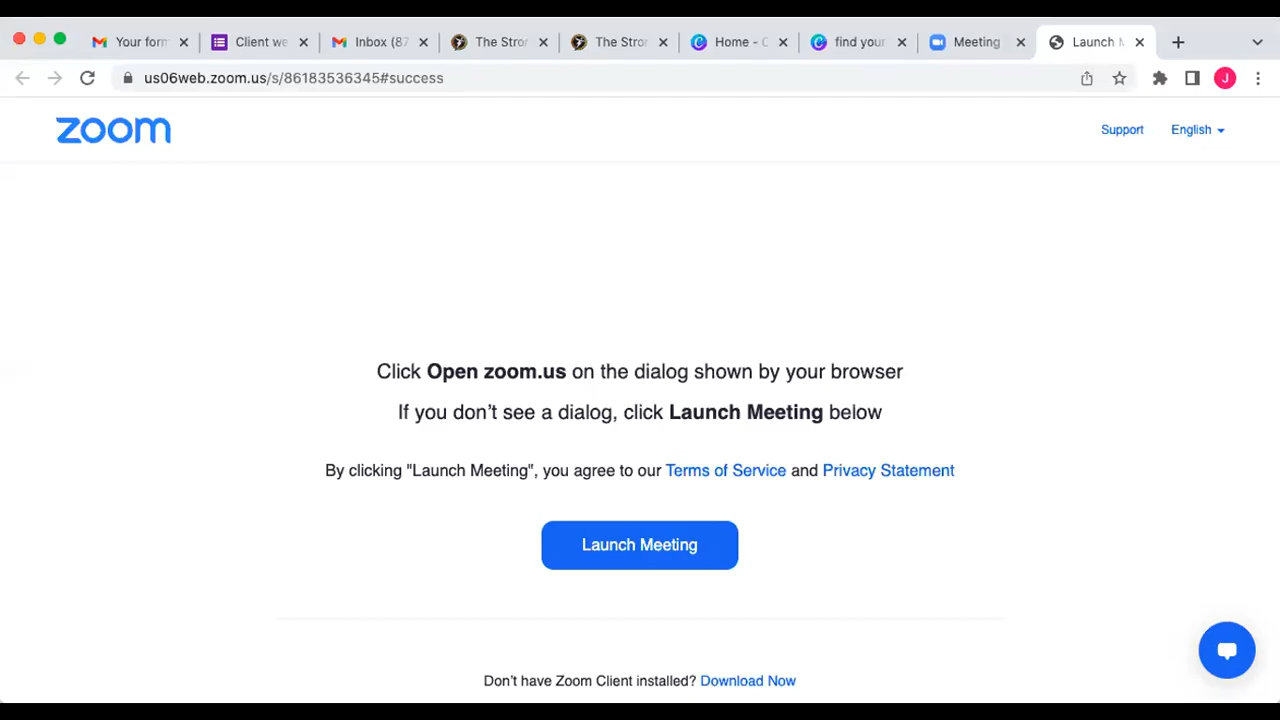 Your form
Client we
Inbox (87
The Stron
The Stro
Home - C
find your
Meeting
Launch M
us06web.zoom.us/s/86183536345#success
J
zoom
Support
English
Click Open zoom.us on the dialog shown by your browser
If you don’t see a dialog, click Launch Meeting below
By clicking "Launch Meeting", you agree to our Terms of Service and Privacy Statement
Launch Meeting
Don’t have Zoom Client installed? Download Now